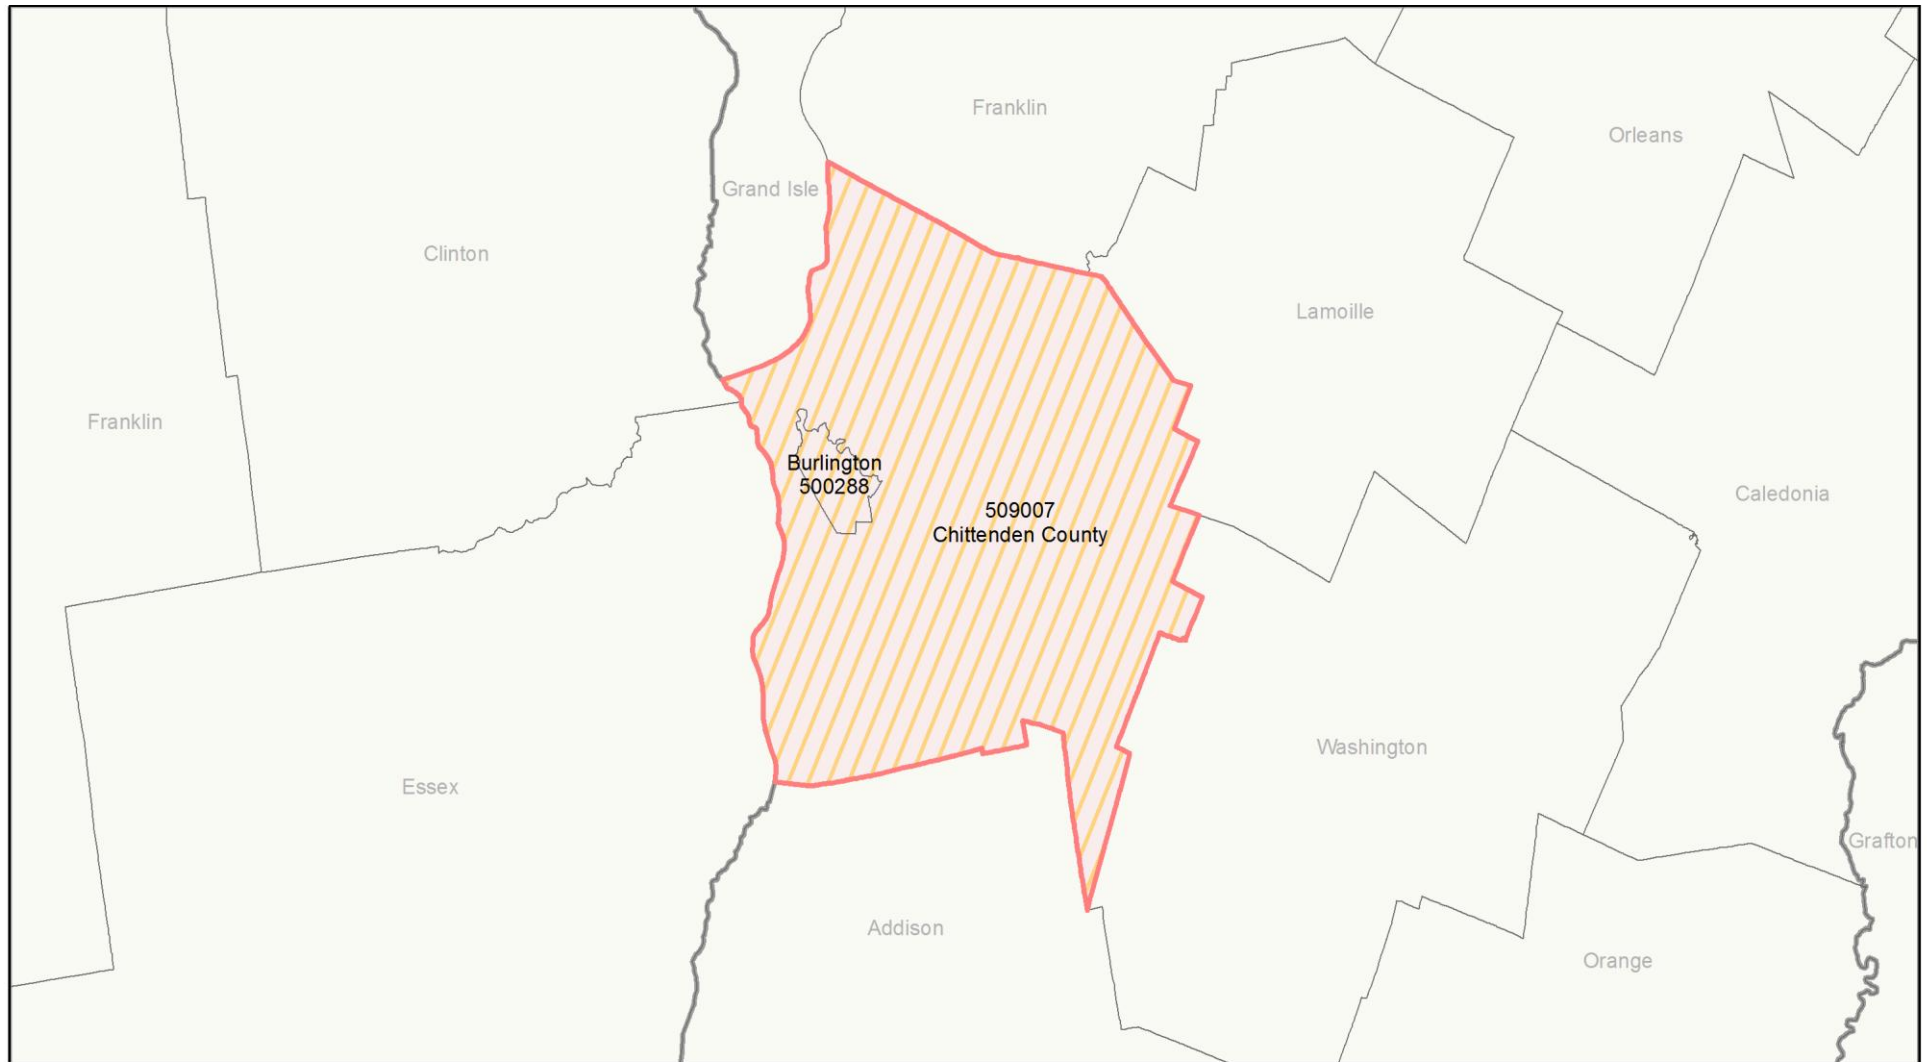 Franklin
Orleans
Grand Isle
Clinton
Lamoille
Franklin
Burlington
500288
Caledonia
509007
Chittenden County
Washington
Essex
Grafton
Addison
Orange